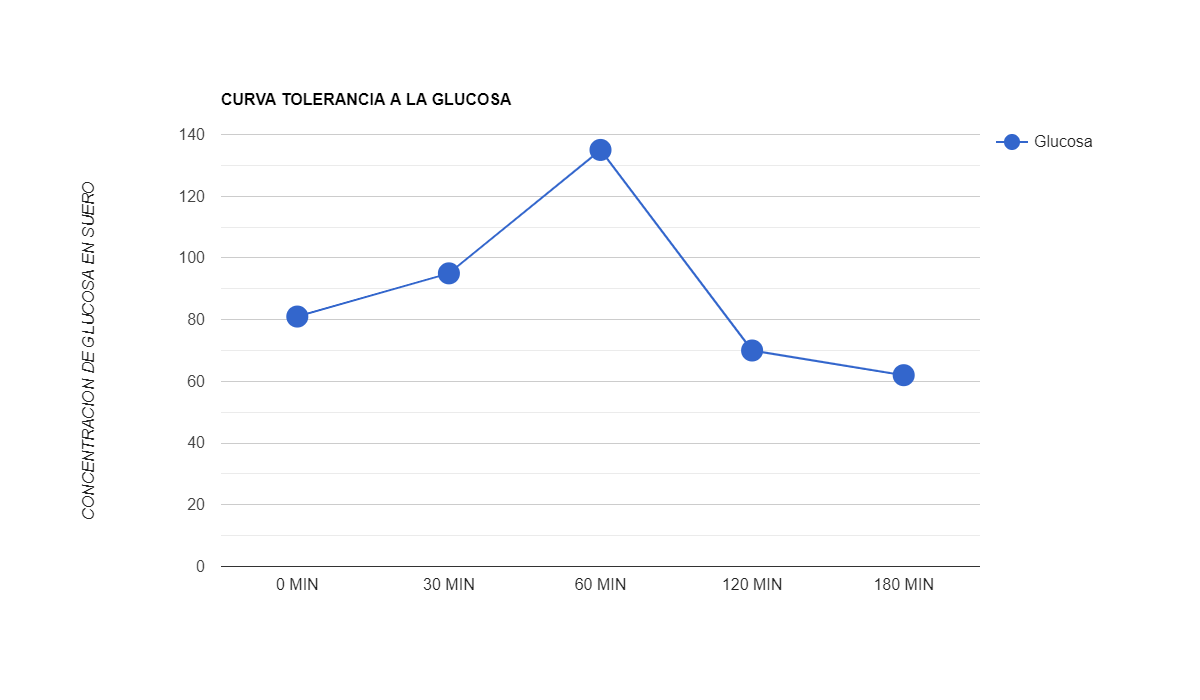 CURVA TOLERANCIA A LA GLUCOSA
Glucosa
CONCENTRACION DE GLUCOSA EN SUERO
140
120
100
80
60
40
20
0
0 MIN
30 MIN
60 MIN
120 MIN
180 MIN